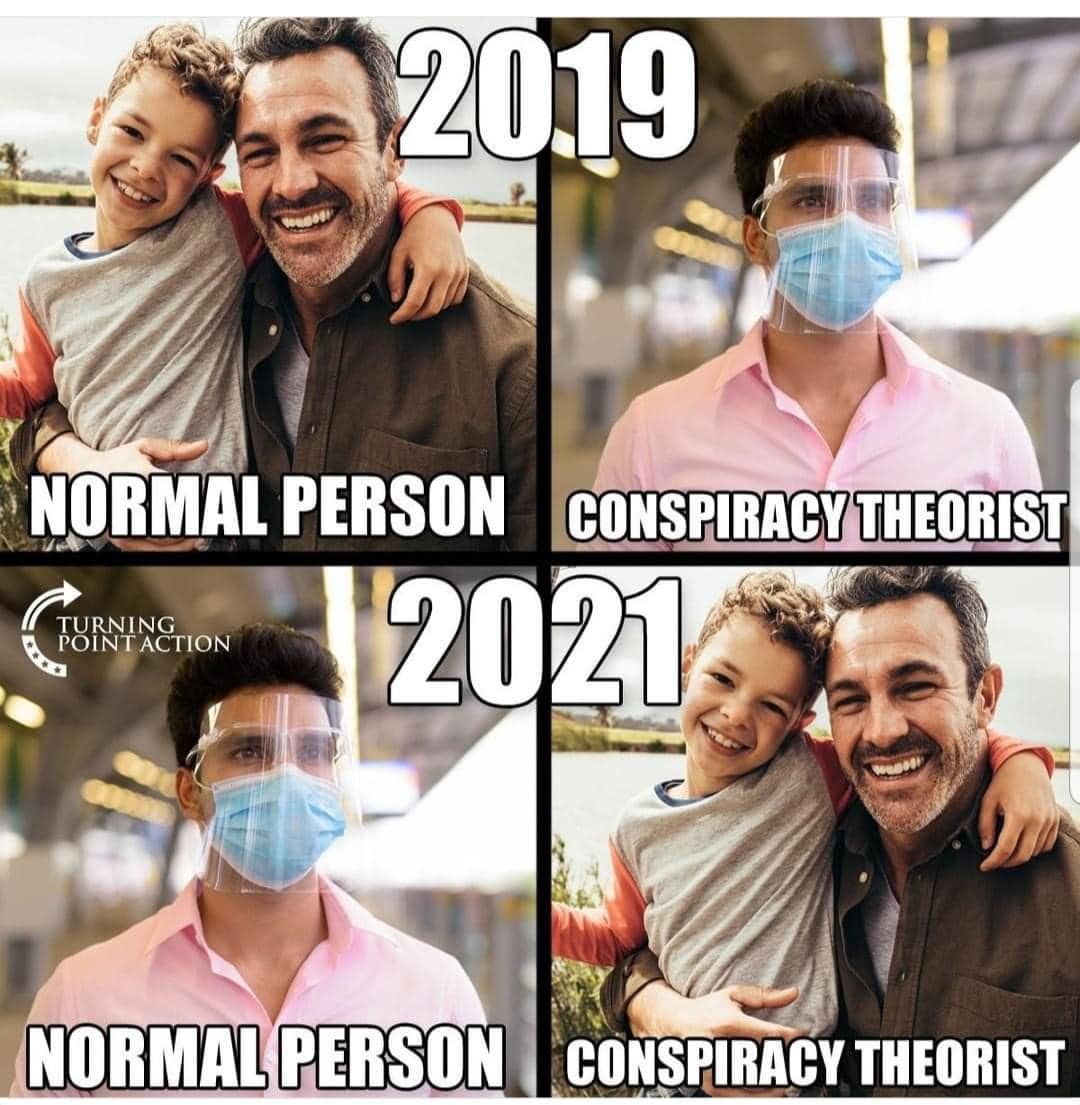 2019
NORMAL PERSON
CONSPIRACY THEORIST
2021
TURNING
POINT ACTION
NORMAL PERSON
CONSPIRACY THEORIST